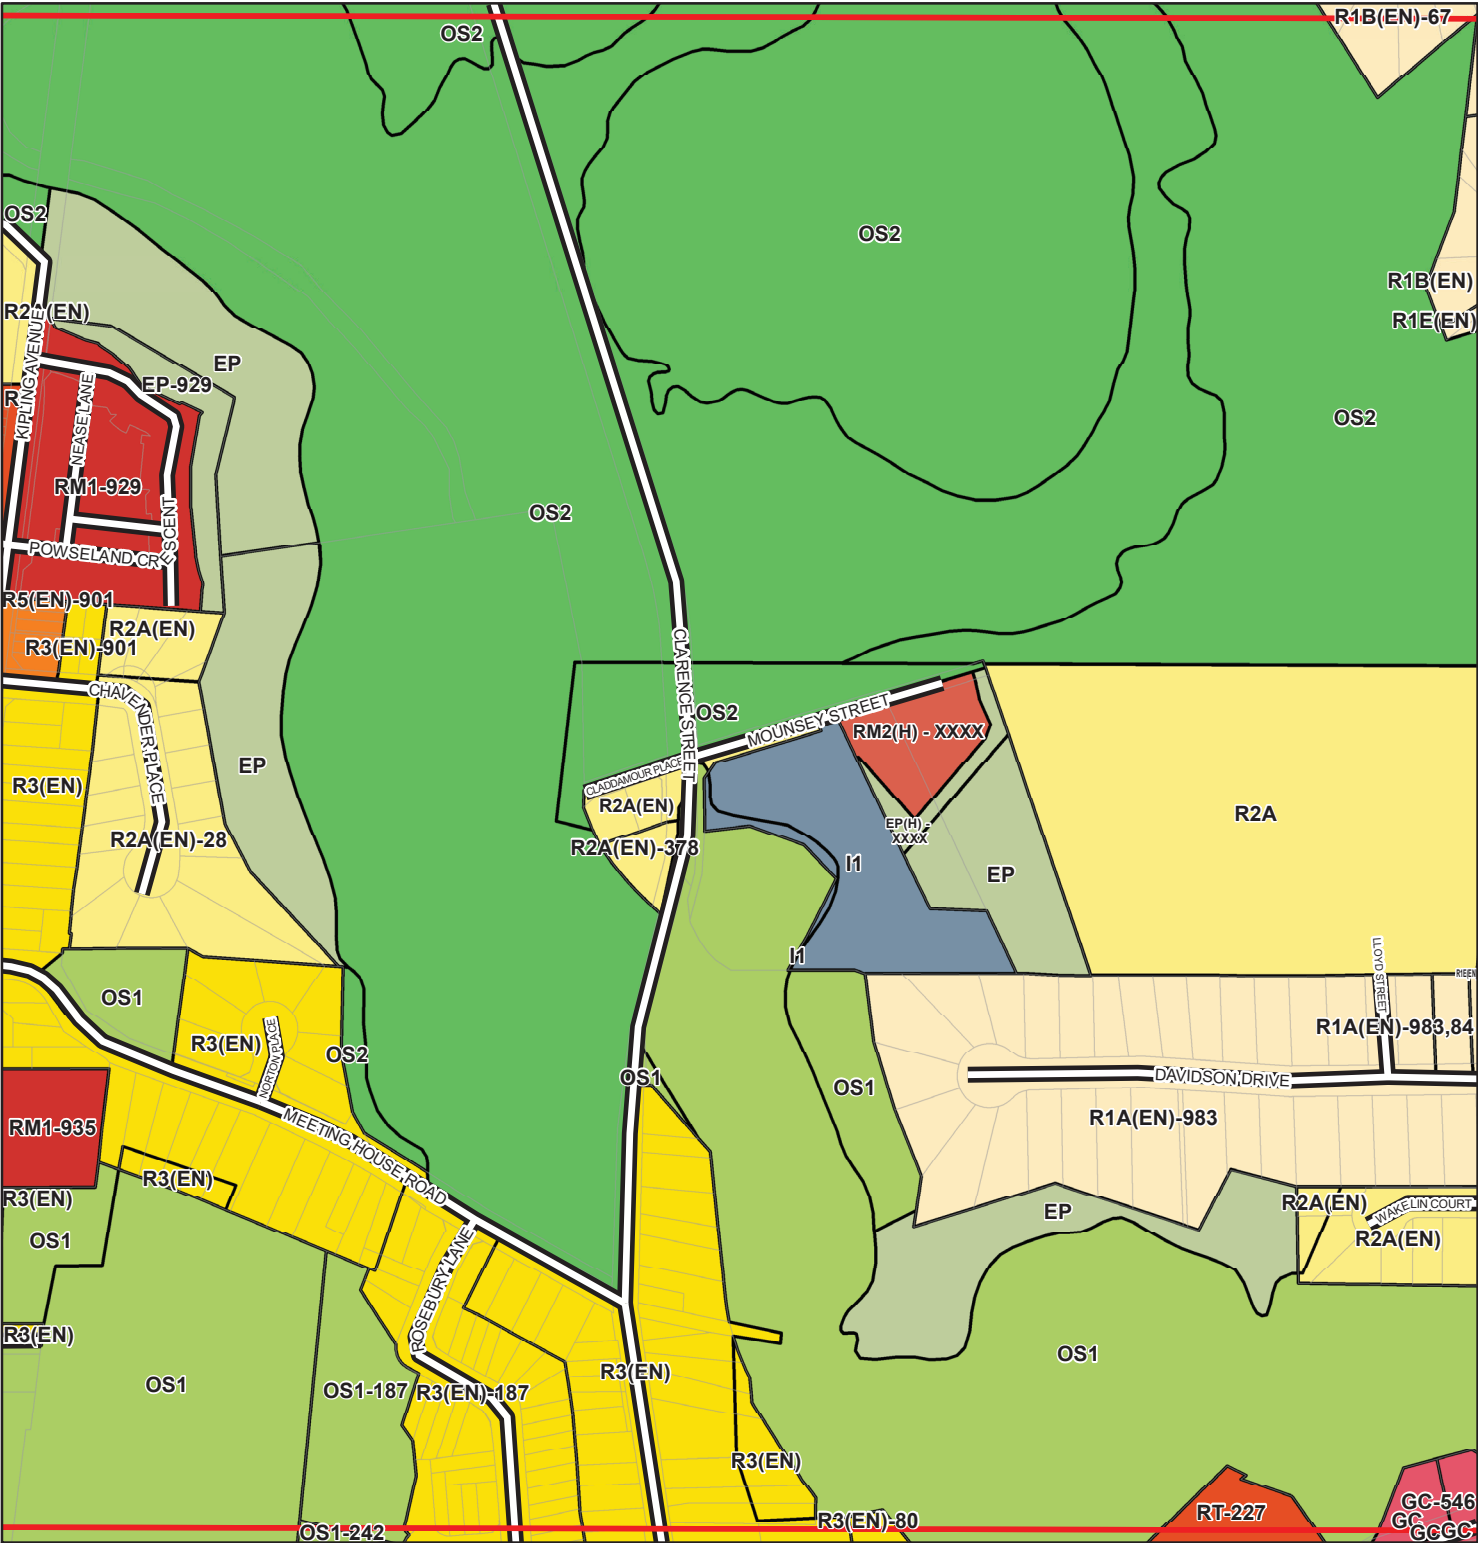 R1B(EN)-67
OS2
OS2
OS2
R1B(EN)
R2A(EN)
R1E(EN)
KIPLING AVENUE
EP
EP-929
NEASE LANE
R
OS2
RM1-929
OS2
POWSELAND CRESCENT
R5(EN)-901
R2A(EN)
R3(EN)-901
CHAVENDER PLACE
CLARENCE STREET
OS2
MOUNSEY STREET
RM2(H) - XXXX
EP
CLADDAMOUR PLACE
R3(EN)
R2A(EN)
R2A
EP(H) -
XXXX
R2A(EN)-28
R2A(EN)-378
I1
EP
I1
LLOYD STREET
OS1
R1A(EN)-983,84
R3(EN)
NORTON PLACE
OS2
OS1
DAVIDSON DRIVE
OS1
R1A(EN)-983
RM1-935
MEETING HOUSE ROAD
R3(EN)
R3(EN)
R2A(EN)
WAKELIN COURT
EP
OS1
R2A(EN)
ROSEBURY LANE
R3(EN)
OS1
R3(EN)
OS1
OS1-187
R3(EN)-187
R3(EN)
GC-546
RT-227
R3(EN)-80
GC
OS1-242
GC
GC